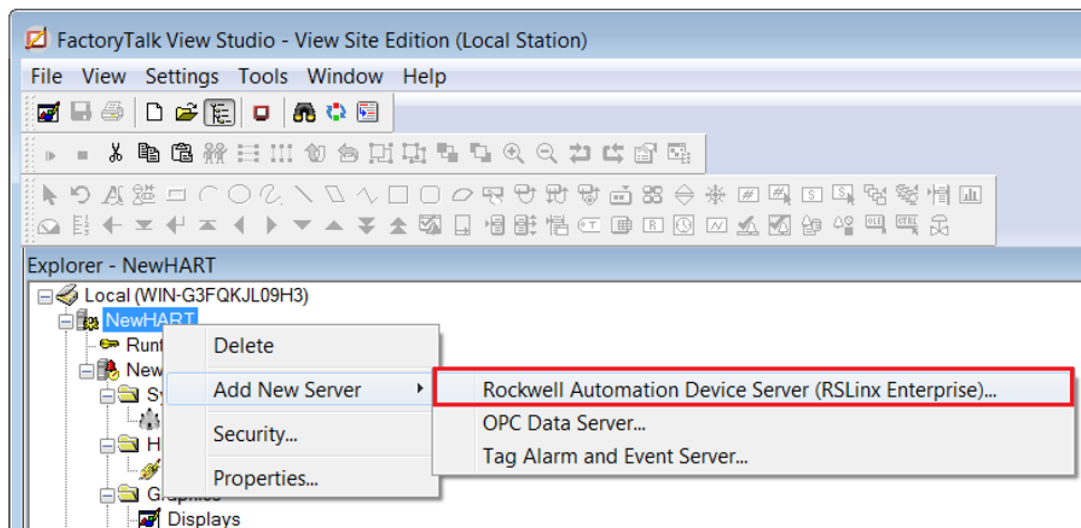 FactoryTalk View Studio - View Site Edition (Local Station)
File View Settings Tools Window Help
Explorer - NewHART
Local (WIN-G3FQKJL09H3)
NewHART
Delete
Add New Server
Security...
Properties...
Rockwell Automation Device Server (RSLinx Enterprise)...
OPC Data Server...
Tag Alarm and Event Server...
Displays